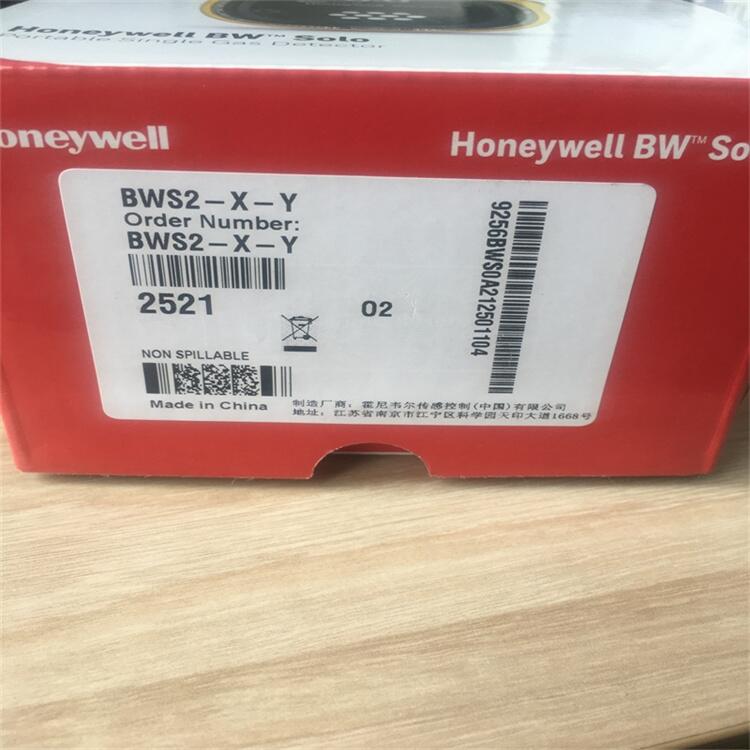 Honeywell BW™ Solo
Portable Single Gas Detector
oneywell
Honeywell BW™ So
BWS2-X-Y
Order Number:
BWS2-X-Y
2521
O2
NON SPILLABLE
Made in China
制造厂商: 霍尼韦尔传感控制(中国)有限公司
地址: 江苏省南京市江宁区科学园天印大道1668号
9256BWS0A212501104